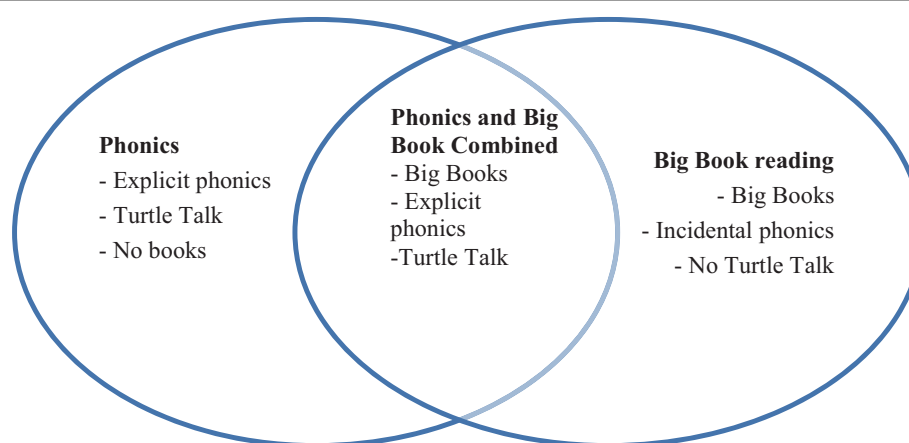 Phonics
- Explicit phonics
- Turtle Talk
- No books
Phonics and Big
Book Combined
- Big Books
- Explicit
phonics
-Turtle Talk
Big Book reading
- Big Books
- Incidental phonics
- No Turtle Talk